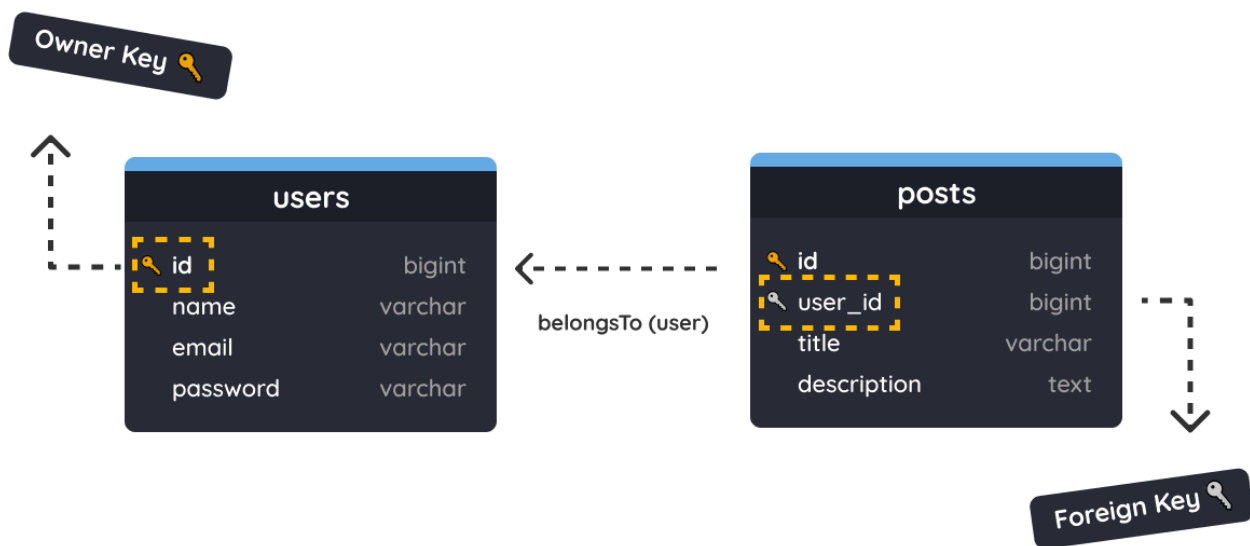 Owner Key
users
id bigint
name varchar
email varchar
password varchar
belongsTo (user)
posts
id bigint
user_id bigint
title varchar
description text
Foreign Key